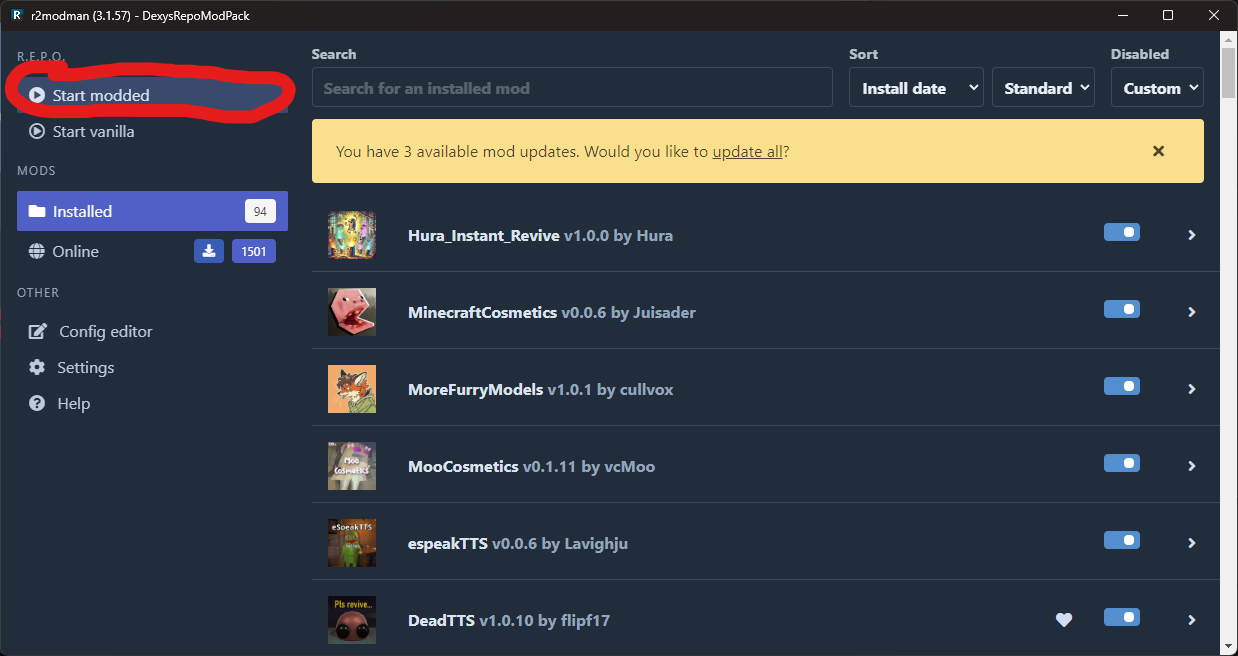 R r2modman (3.1.57) - DexysRepoModPack
R.E.P.O.
Start modded
Start vanilla
MODS
Installed 94
Online 1501
OTHER
Config editor
Settings
Help
Search
Search for an installed mod
Sort
Install date
Standard
Disabled
Custom
You have 3 available mod updates. Would you like to update all?
Hura_Instant_Revive v1.0.0 by Hura
MinecraftCosmetics v0.0.6 by Juisader
MoreFurryModels v1.0.1 by cullvox
Moo
Cosmetics
MooCosmetics v0.1.11 by vcMoo
eSpeakTTS
espeakTTS v0.0.6 by Lavighju
Pls revive...
DeadTTS v1.0.10 by flipf17